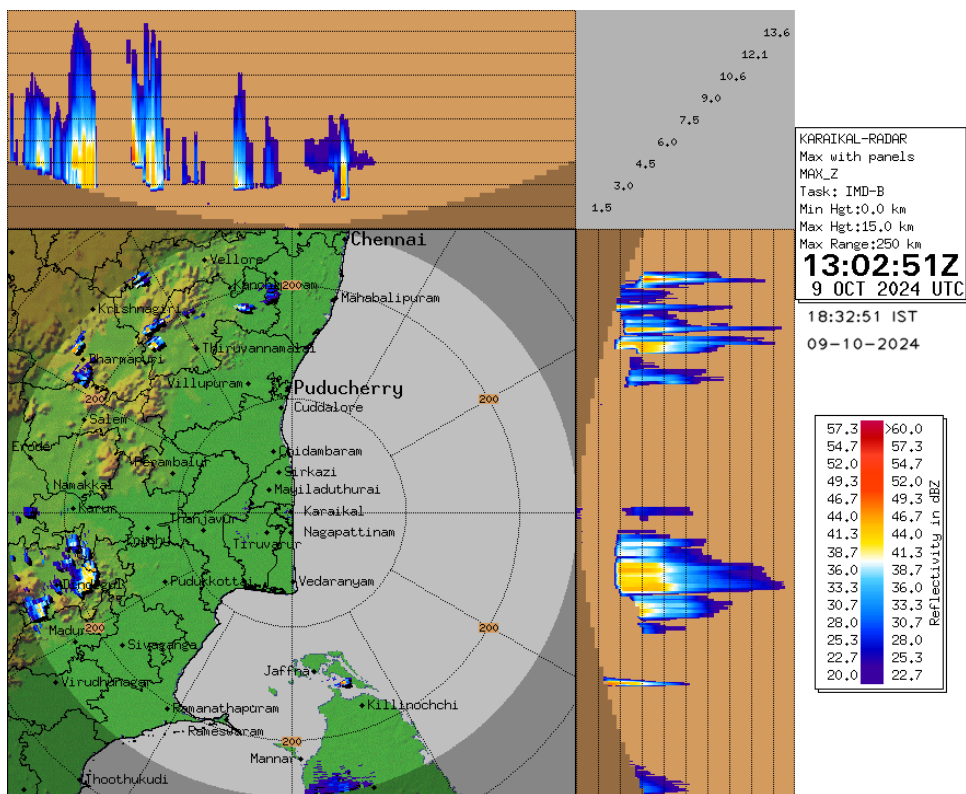 13.6
12.1
10.6
9.0
7.5
6.0
4.5
3.0
1.5
KARAIKAL-RADAR
Max with panels
MAX_Z
Task: IMD-B
Min Hgt:0.0 km
Max Hgt:15.0 km
Max Range:250 km
13:02:51Z
9 OCT 2024 UTC
18:32:51 IST
09-10-2024
Chennai
Vellore
200
Mahabalipuram
Krishnagiri
Thiruvannamalai
Dharmapuri
Villupuram
Puducherry
200
200
Cuddalore
Salem
Erode
Chidambaram
Perambalur
Sirkazi
Namakkal
Mayiladuthurai
Karur
Karaikal
Thanjavur
Nagapattinam
Tiruvarur
Pudukkottai
Vedaranyam
200
200
Madurai
Sivaganga
Jaffna
Virudhunagar
Killinochchi
Ramanathapuram
Rameswaram
200
Mannar
Thoothukudi
57.3 >60.0
54.7 57.3
52.0 54.7
49.3 52.0
46.7 49.3
44.0 46.7
41.3 44.0
38.7 41.3
36.0 38.7
33.3 36.0
30.7 33.3
28.0 30.7
25.3 28.0
22.7 25.3
20.0 22.7
Reflectivity in dBZ